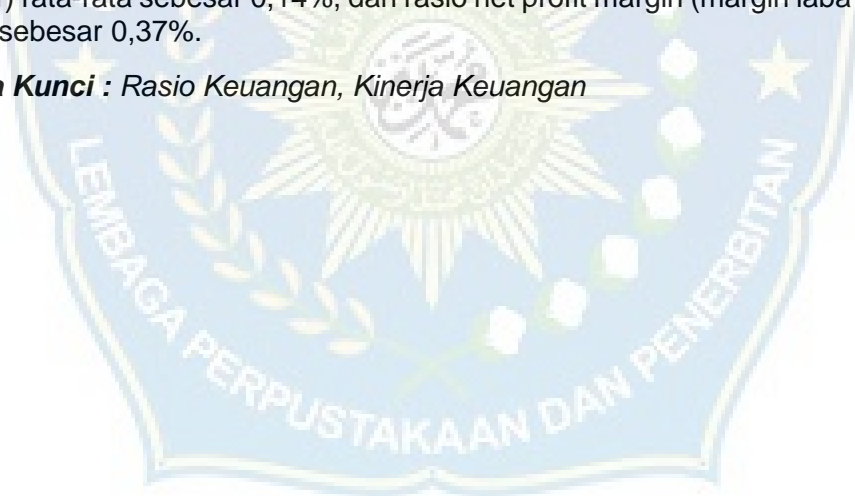 ) rata-rata sebesar 0,14%, dan rasio net profit margin (margin laba
sebesar 0,37%.
Kunci : Rasio Keuangan, Kinerja Keuangan
LEMBAGA PERPUSTAKAAN DAN PENERBITAN